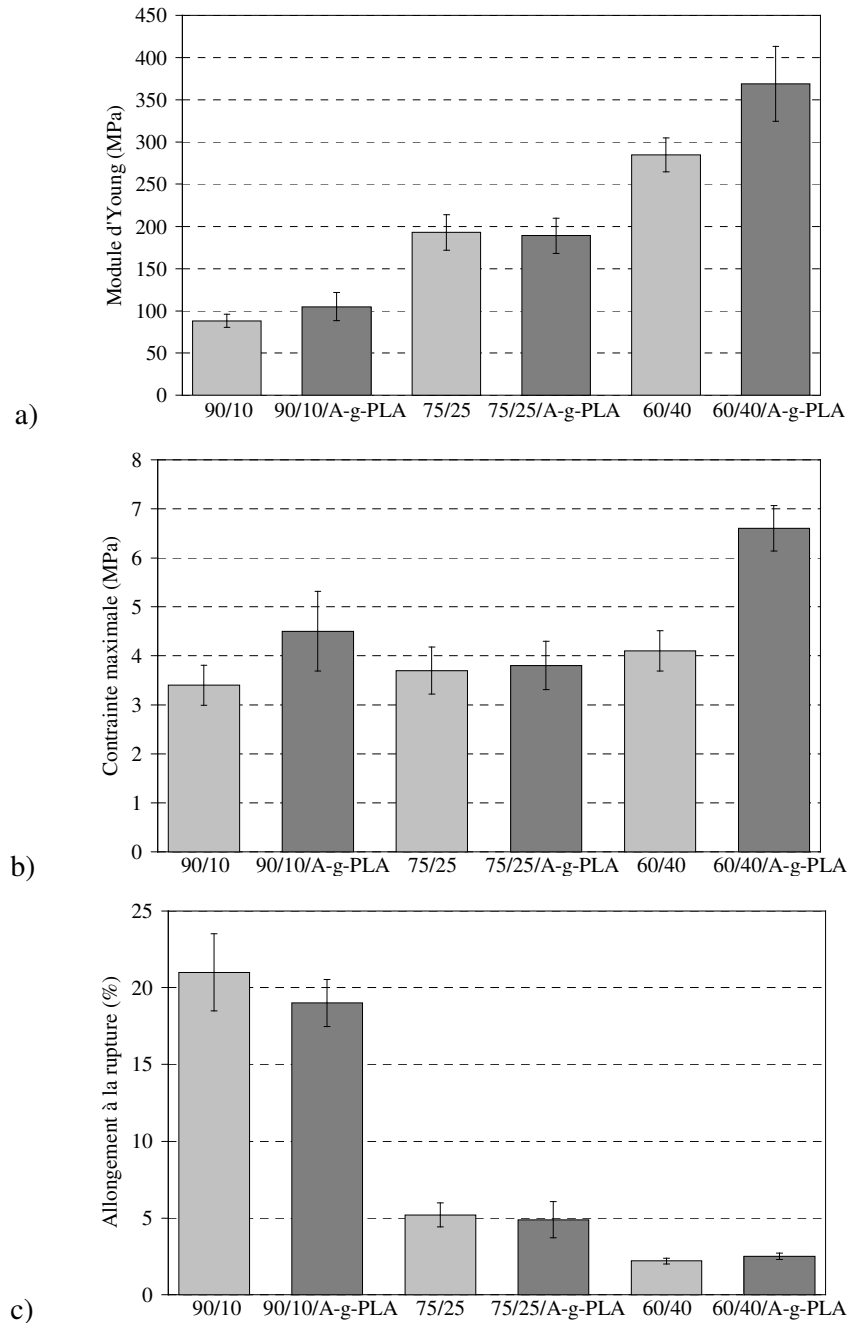 450
400
350
300
250
200
150
100
50
0
Module d'Young (MPa)
90/10 90/10/A-g-PLA 75/25 75/25/A-g-PLA 60/40 60/40/A-g-PLA
a)
8
7
6
5
4
3
2
1
0
Contrainte maximale (MPa)
90/10 90/10/A-g-PLA 75/25 75/25/A-g-PLA 60/40 60/40/A-g-PLA
b)
25
20
15
10
5
0
Allongement à la rupture (%)
90/10 90/10/A-g-PLA 75/25 75/25/A-g-PLA 60/40 60/40/A-g-PLA
c)